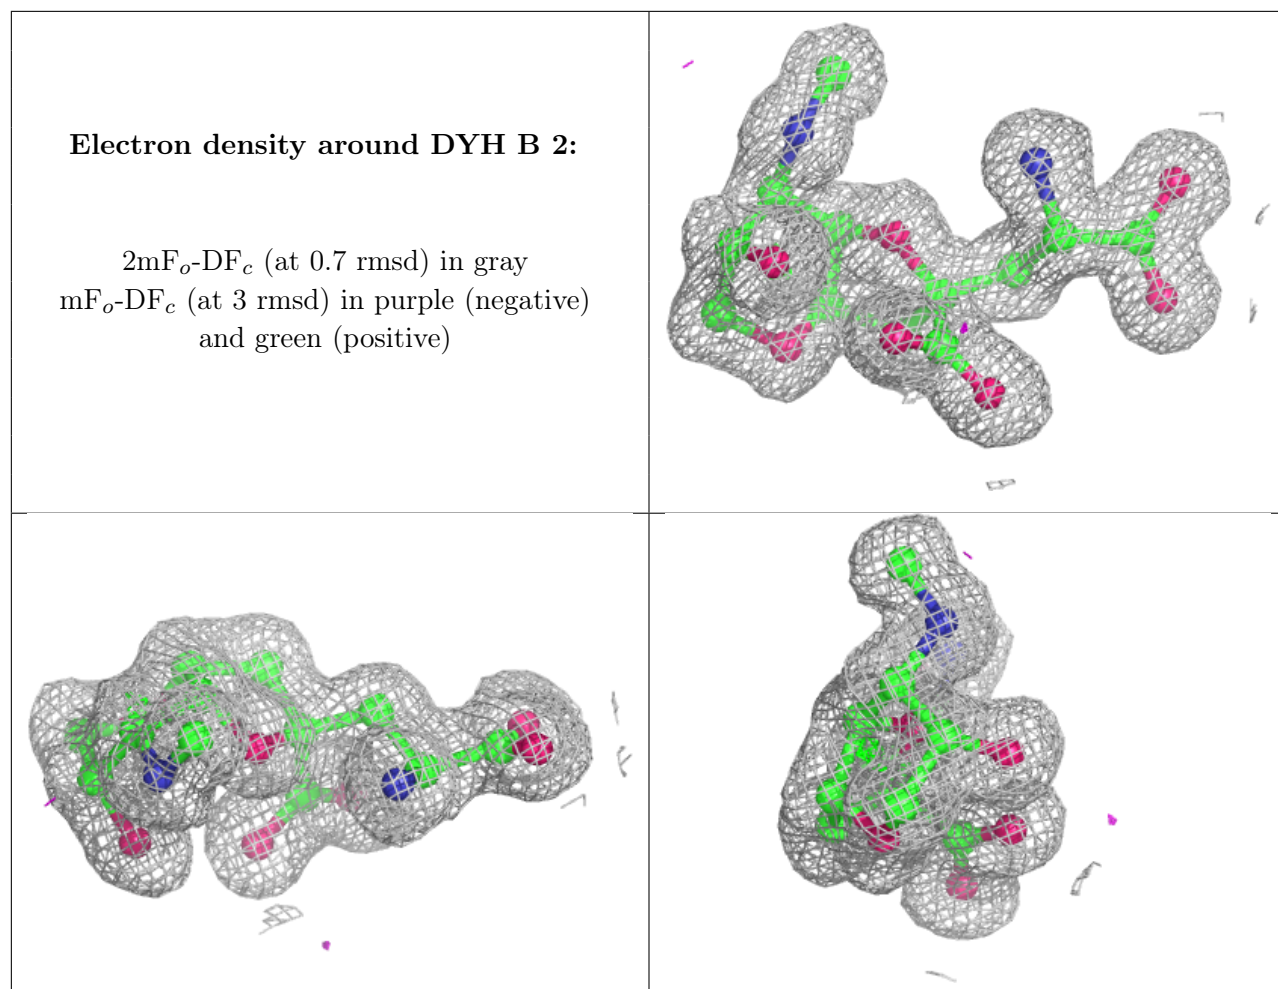 Electron density around DYH B 2:
2mFₒ-DF𝒸 (at 0.7 rmsd) in gray
mFₒ-DF𝒸 (at 3 rmsd) in purple (negative)
and green (positive)